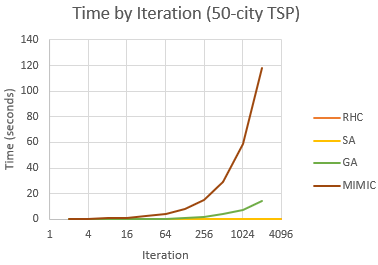 Time by Iteration (50-city TSP)
Time (seconds)
140
120
100
80
60
40
20
0
1 4 16 64 256 1024 4096
Iteration
RHC
SA
GA
MIMIC